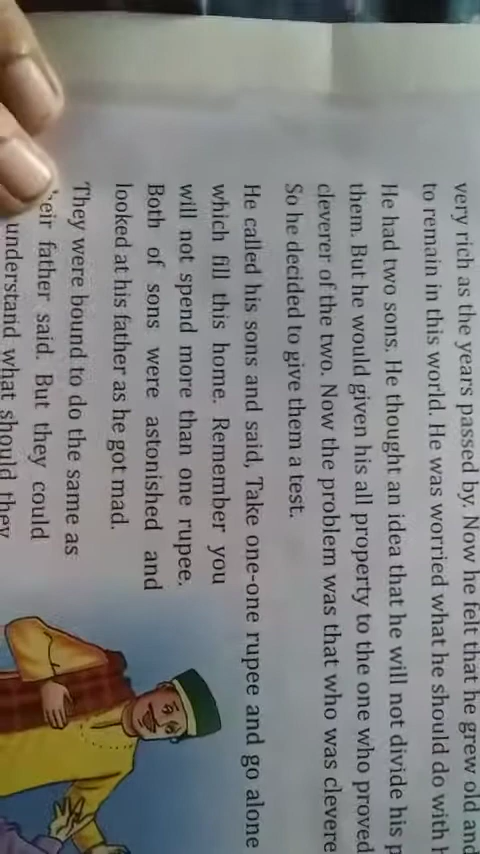 very rich as the years passed by. Now he felt that he grew old and
to remain in this world. He was worried what he should do with
He had two sons. He thought an idea that he will not divide his
them. But he would given his all property to the one who proved
cleverer of the two. Now the problem was that who was clevere
So he decided to give them a test.
He called his sons and said, Take one-one rupee and go alone
which fill this home. Remember you
will not spend more than one rupee.
Both of sons were astonished and
looked at his father as he got mad.
They were bound to do the same as
heir father said. But they could
understand what should they